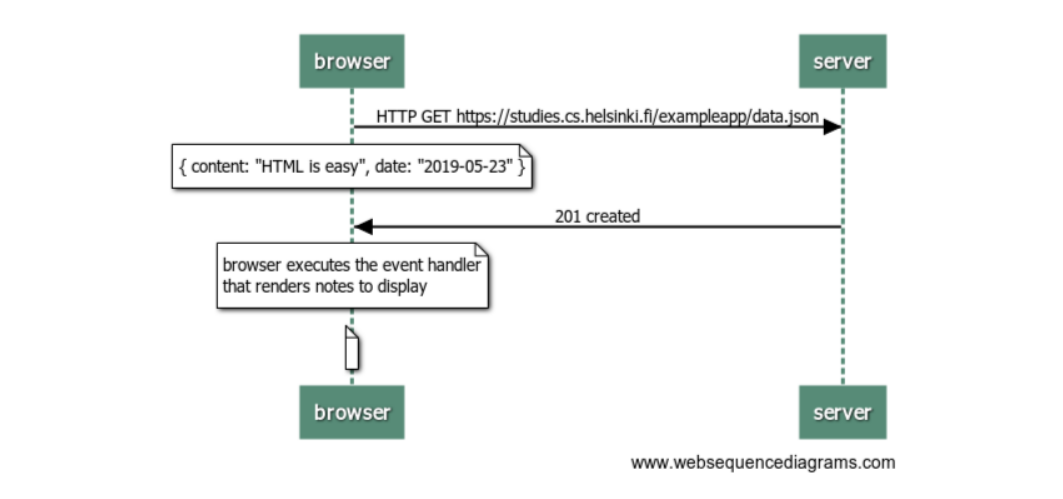 browser
server
HTTP GET https://studies.cs.helsinki.fi/exampleapp/data.json
{ content: "HTML is easy", date: "2019-05-23" }
201 created
browser executes the event handler
that renders notes to display
browser
server
www.websequencediagrams.com